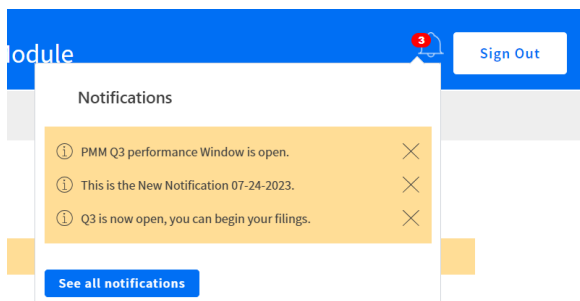 3
Module
Sign Out
Notifications
PMM Q3 performance Window is open.
This is the New Notification 07-24-2023.
Q3 is now open, you can begin your filings.
See all notifications